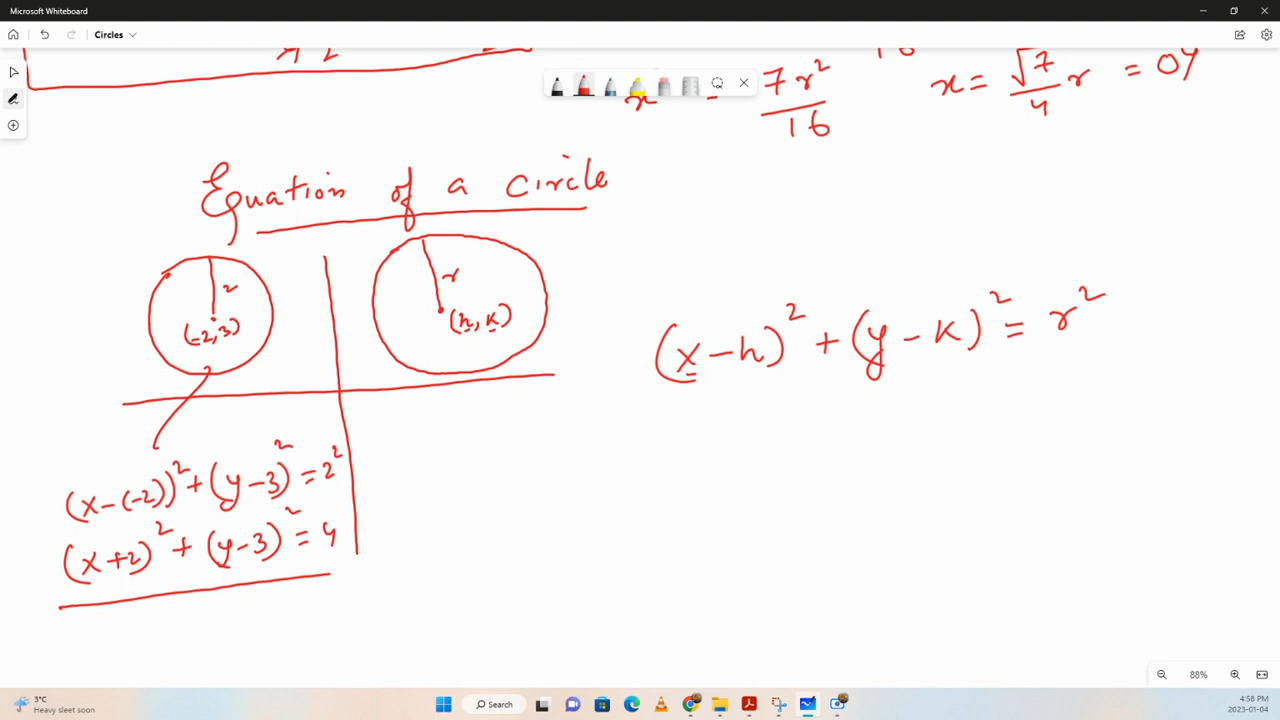 Microsoft Whiteboard
Circles
7r²
16
x = √7/4 r = OY
Equation of a circle
2
(-2,3)
r
(h, k)
(x-h)² + (y-k)² = r²
(x-(-2))² + (y-3)² = 2²
(x+2)² + (y-3)² = 4
88%
3°C
Heavy sleet soon
Search
4:58 PM
2023-01-04